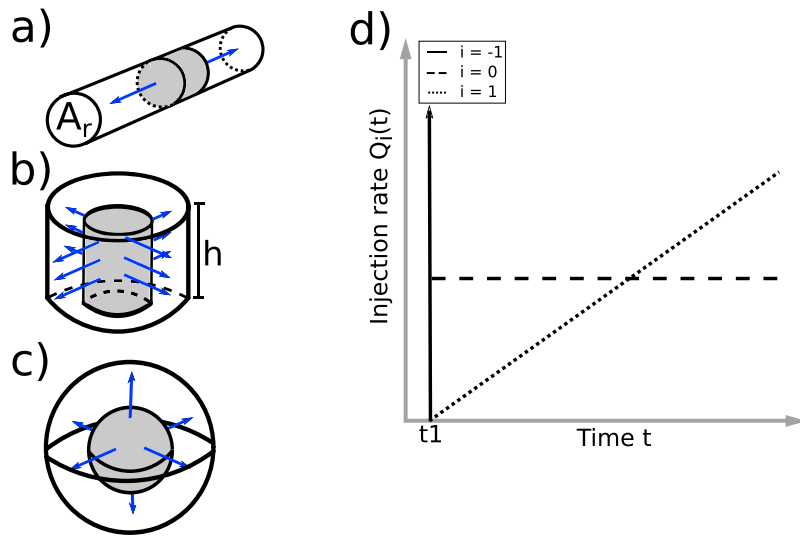 a)
A_r
b)
h
c)
d)
i = -1
i = 0
i = 1
Injection rate Q_i(t)
t1
Time t